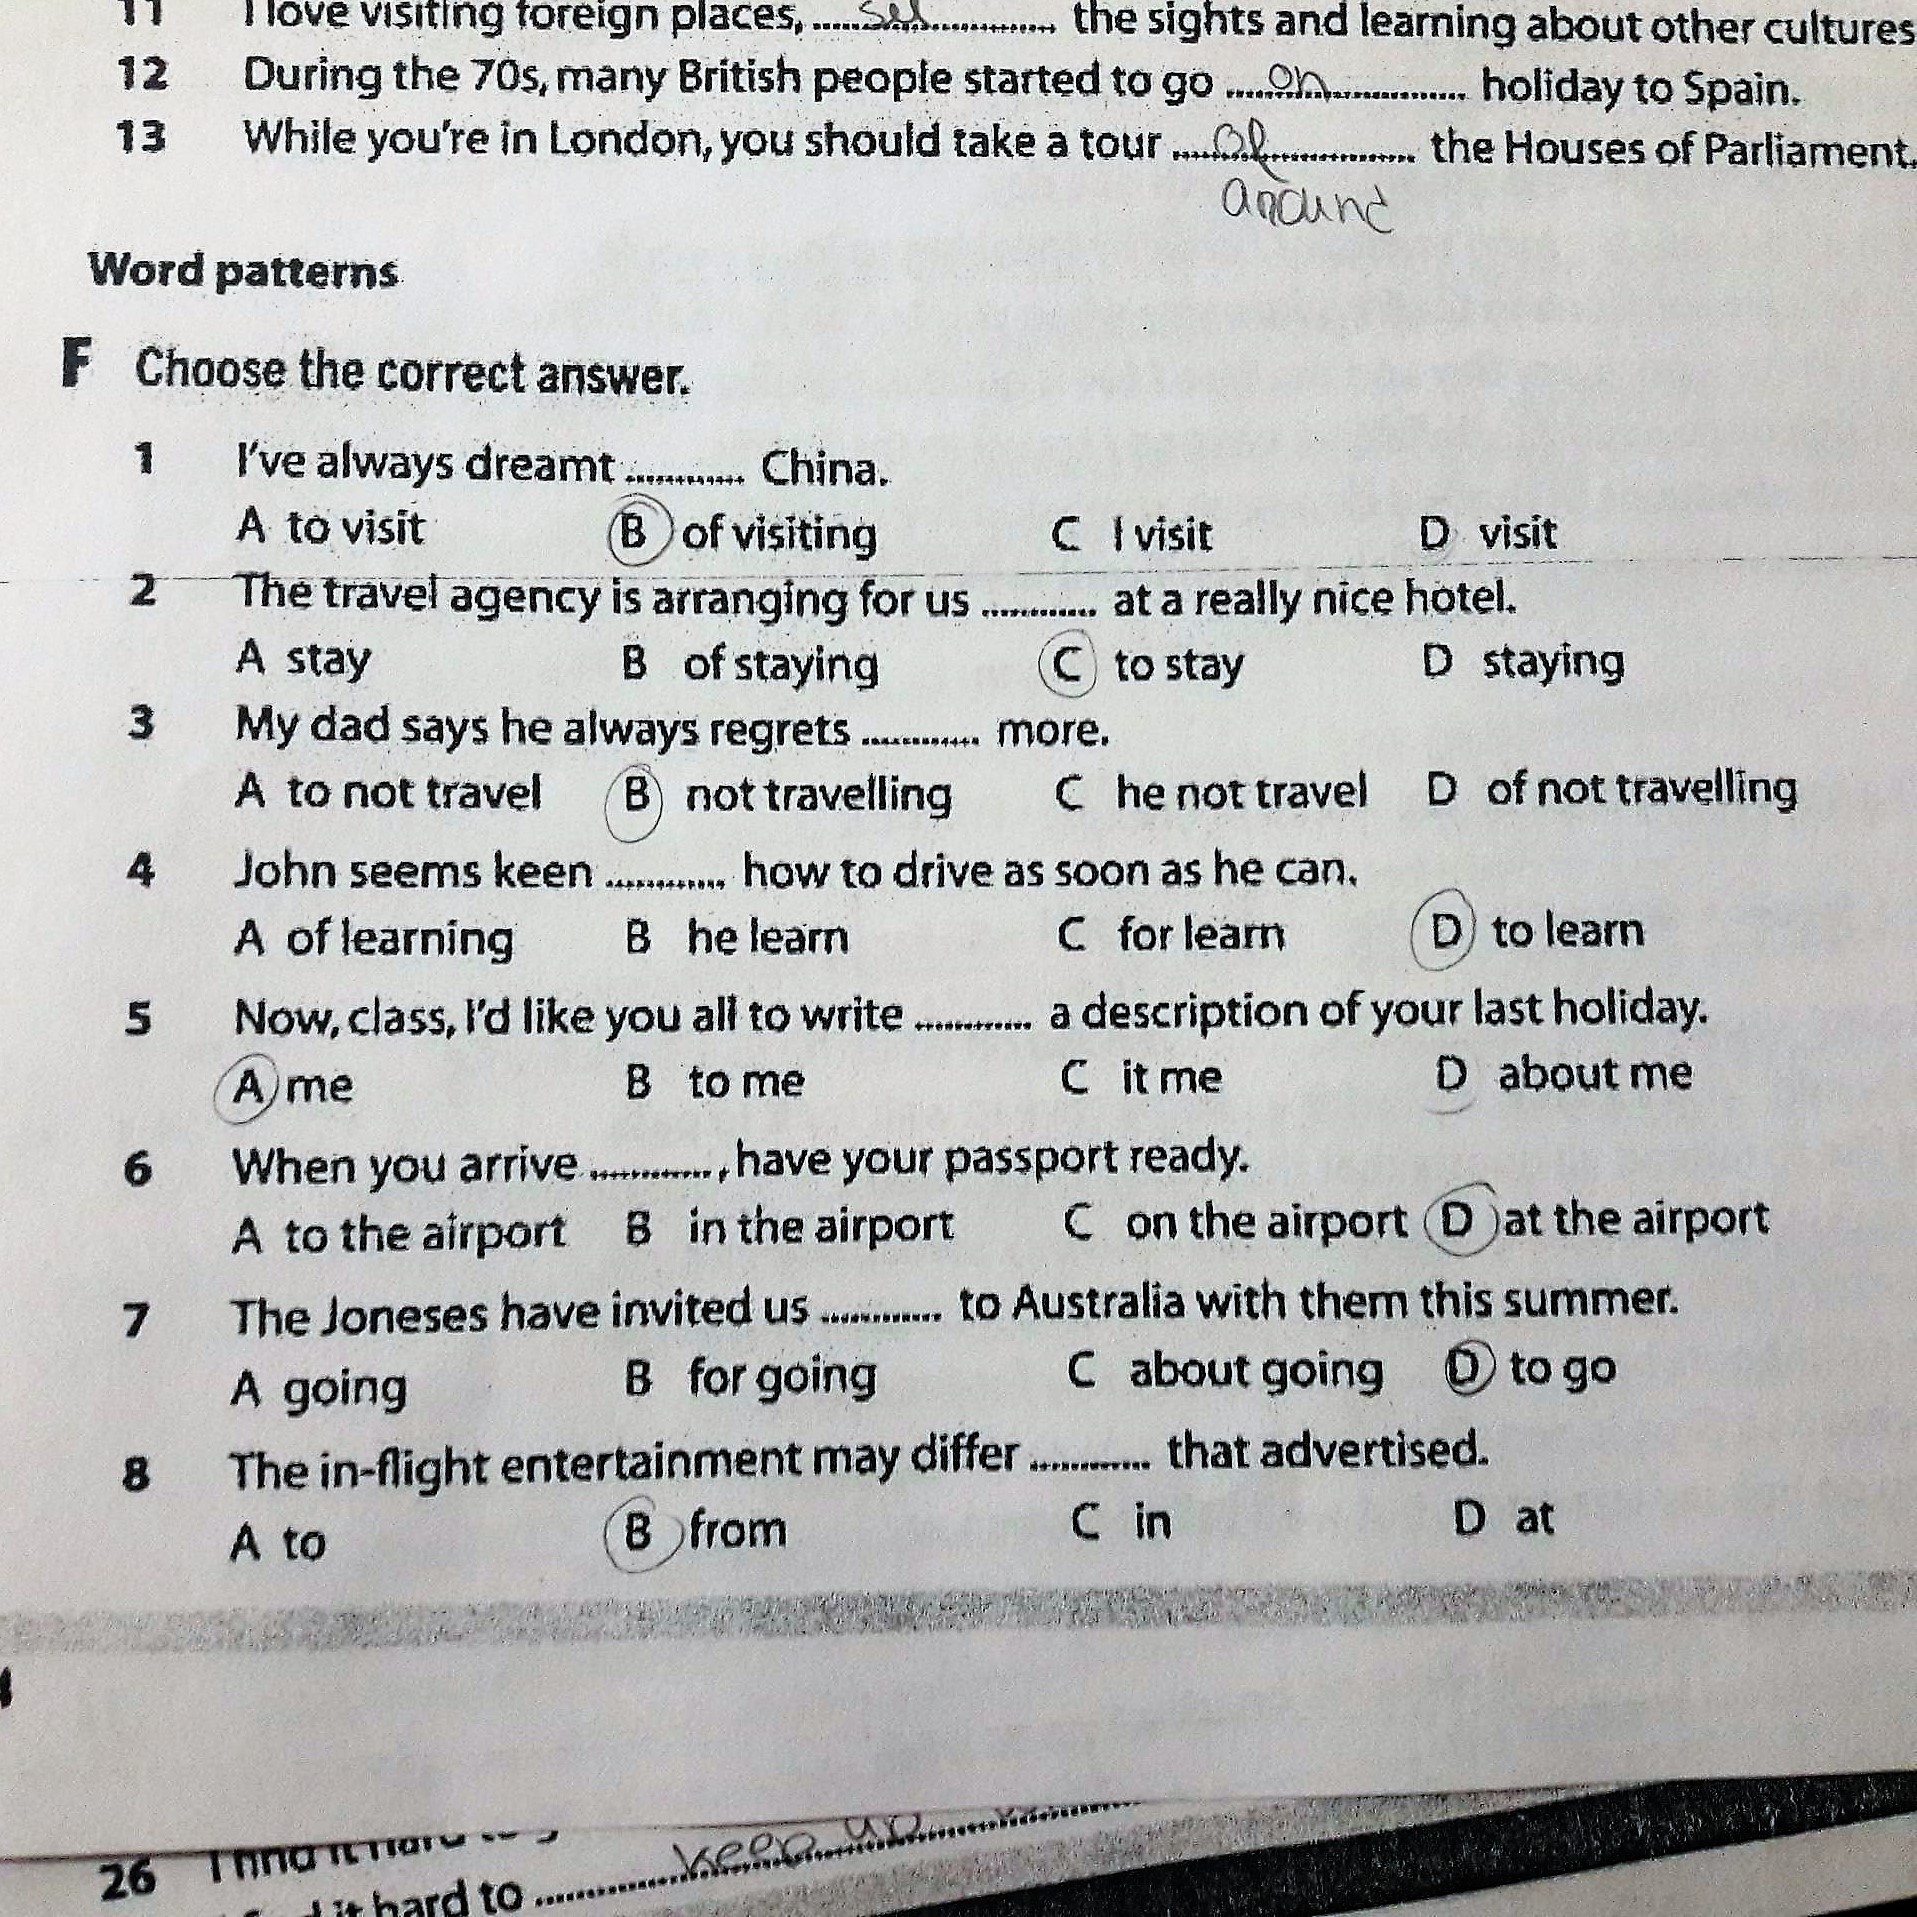 11 I love visiting foreign places, ............ the sights and learning about other cultures
12 During the 70s, many British people started to go ....on.... holiday to Spain.
13 While you're in London, you should take a tour ....of.... the Houses of Parliament.
around
Word patterns
F Choose the correct answer.
1 I've always dreamt ............ China.
A to visit B of visiting C I visit D visit
2 The travel agency is arranging for us ............ at a really nice hotel.
A stay B of staying C to stay D staying
3 My dad says he always regrets ............ more.
A to not travel B not travelling C he not travel D of not travelling
4 John seems keen ............ how to drive as soon as he can.
A of learning B he learn C for learn D to learn
5 Now, class, I'd like you all to write ............ a description of your last holiday.
A me B to me C it me D about me
6 When you arrive ............, have your passport ready.
A to the airport B in the airport C on the airport D at the airport
7 The Joneses have invited us ............ to Australia with them this summer.
A going B for going C about going D to go
8 The in-flight entertainment may differ ............ that advertised.
A to B from C in D at
26 I find it hard to
it hard to ....keep up